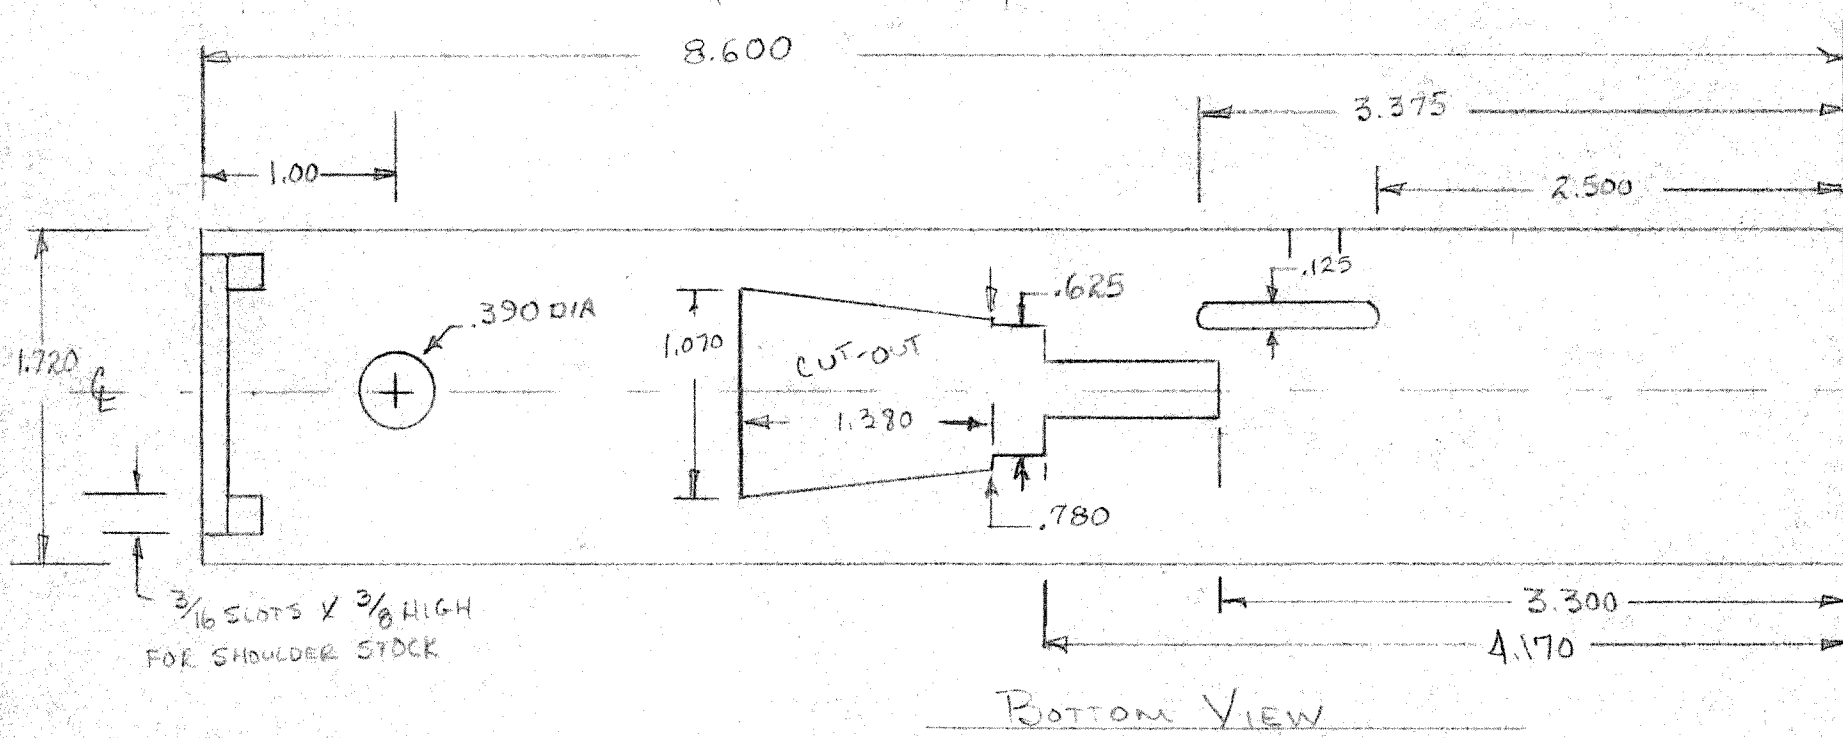 8.600
3.375
1.00
2.500
.125
.625
.390 DIA
1.070
CUT-OUT
1.720
℄
1.380
.780
3/16 SLOTS X 3/8 HIGH
FOR SHOULDER STOCK
3.300
4.170
BOTTOM VIEW